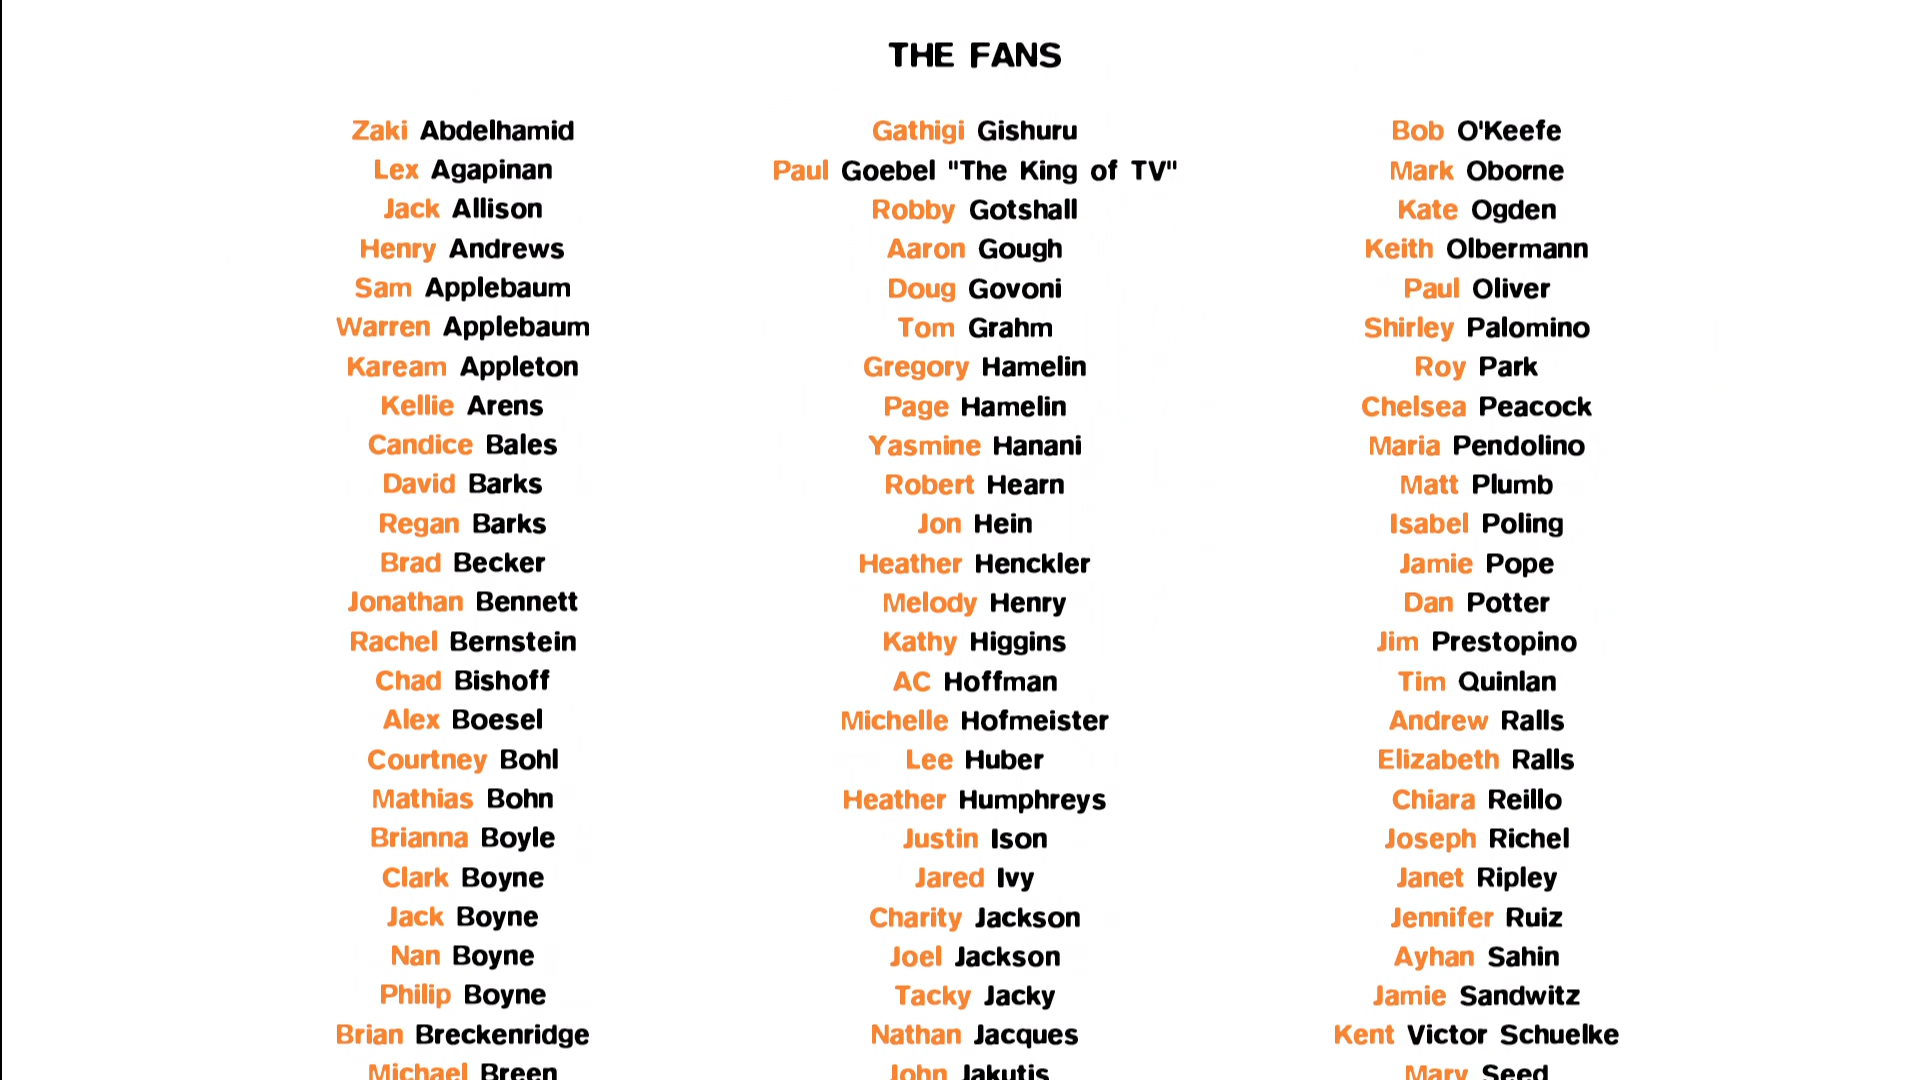 THE FANS
Zaki Abdelhamid
Lex Agapinan
Jack Allison
Henry Andrews
Sam Applebaum
Warren Applebaum
Kaream Appleton
Kellie Arens
Candice Bales
David Barks
Regan Barks
Brad Becker
Jonathan Bennett
Rachel Bernstein
Chad Bishoff
Alex Boesel
Courtney Bohl
Mathias Bohn
Brianna Boyle
Clark Boyne
Jack Boyne
Nan Boyne
Philip Boyne
Brian Breckenridge
Michael Breen
Gathigi Gishuru
Paul Goebel "The King of TV"
Robby Gotshall
Aaron Gough
Doug Govoni
Tom Grahm
Gregory Hamelin
Page Hamelin
Yasmine Hanani
Robert Hearn
Jon Hein
Heather Henckler
Melody Henry
Kathy Higgins
AC Hoffman
Michelle Hofmeister
Lee Huber
Heather Humphreys
Justin Ison
Jared Ivy
Charity Jackson
Joel Jackson
Tacky Jacky
Nathan Jacques
John Jakutis
Bob O'Keefe
Mark Oborne
Kate Ogden
Keith Olbermann
Paul Oliver
Shirley Palomino
Roy Park
Chelsea Peacock
Maria Pendolino
Matt Plumb
Isabel Poling
Jamie Pope
Dan Potter
Jim Prestopino
Tim Quinlan
Andrew Ralls
Elizabeth Ralls
Chiara Reillo
Joseph Richel
Janet Ripley
Jennifer Ruiz
Ayhan Sahin
Jamie Sandwitz
Kent Victor Schuelke
Mary Seed